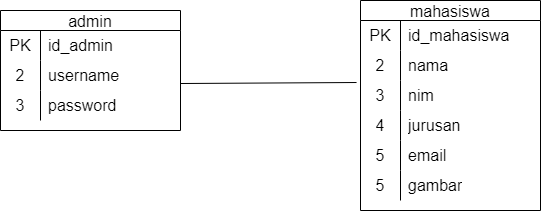 admin
PK id_admin
2 username
3 password
mahasiswa
PK id_mahasiswa
2 nama
3 nim
4 jurusan
5 email
5 gambar